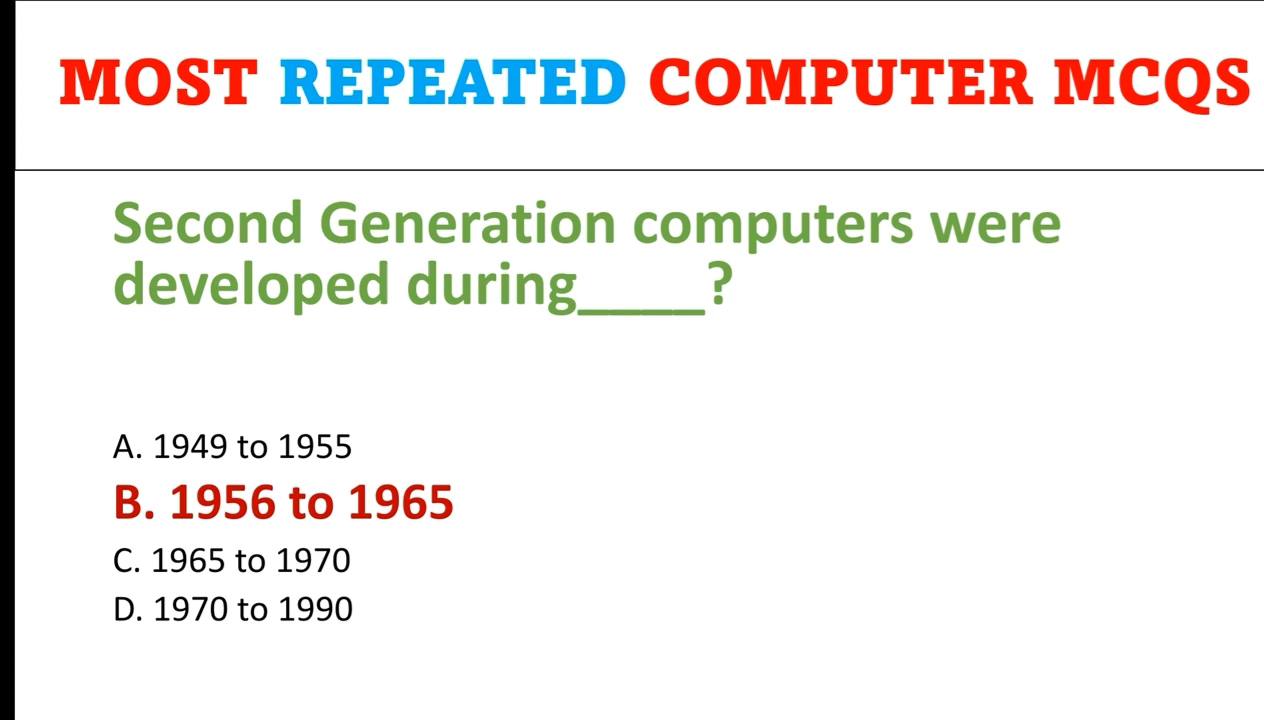 MOST REPEATED COMPUTER MCQS
Second Generation computers were
developed during____?
A. 1949 to 1955
B. 1956 to 1965
C. 1965 to 1970
D. 1970 to 1990